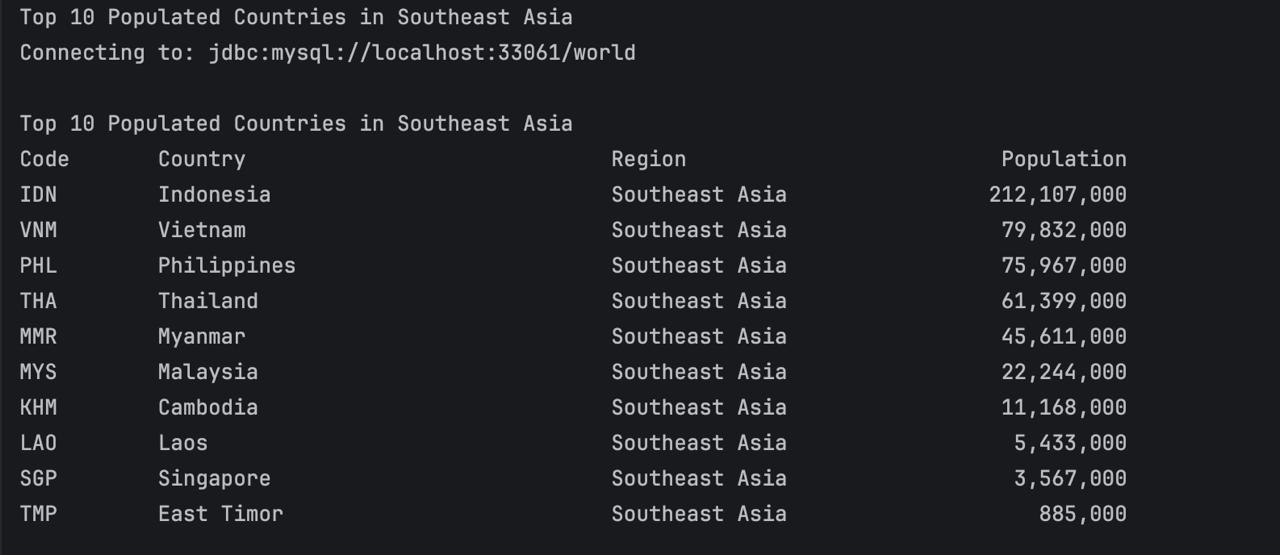 Top 10 Populated Countries in Southeast Asia
Connecting to: jdbc:mysql://localhost:33061/world
Top 10 Populated Countries in Southeast Asia
Code Country Region Population
IDN Indonesia Southeast Asia 212,107,000
VNM Vietnam Southeast Asia 79,832,000
PHL Philippines Southeast Asia 75,967,000
THA Thailand Southeast Asia 61,399,000
MMR Myanmar Southeast Asia 45,611,000
MYS Malaysia Southeast Asia 22,244,000
KHM Cambodia Southeast Asia 11,168,000
LAO Laos Southeast Asia 5,433,000
SGP Singapore Southeast Asia 3,567,000
TMP East Timor Southeast Asia 885,000